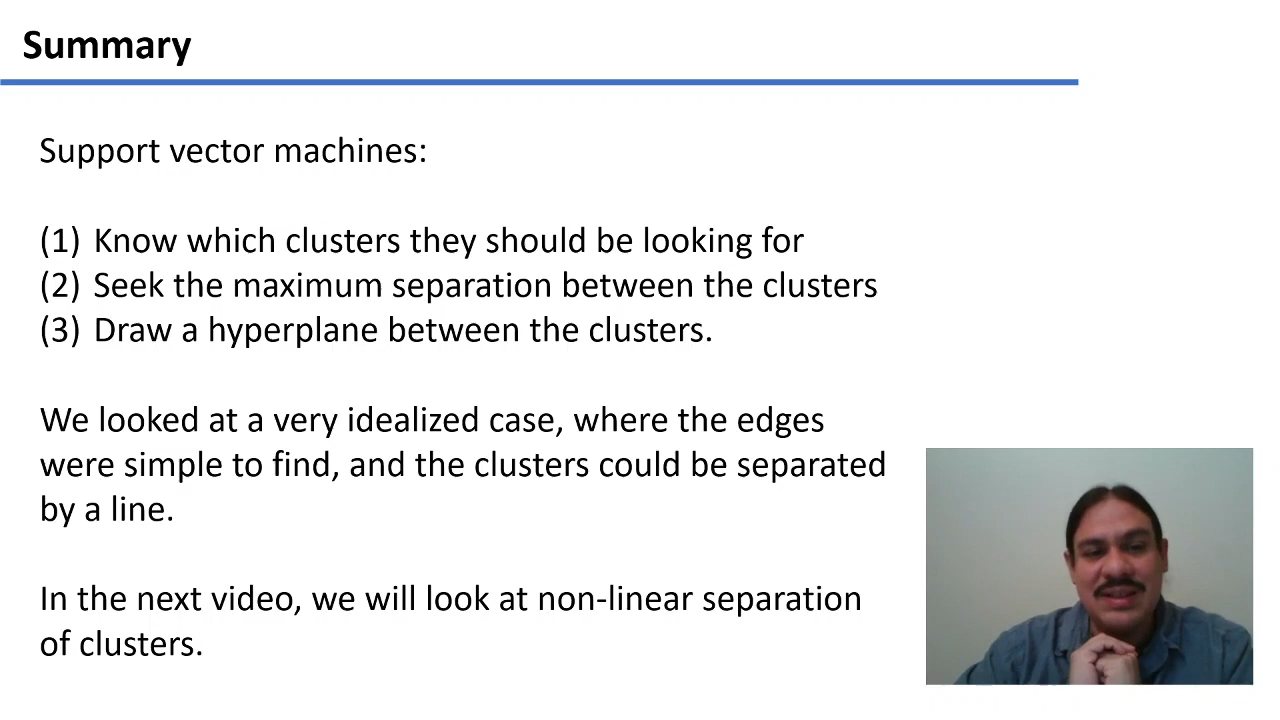 Summary
Support vector machines:
(1) Know which clusters they should be looking for
(2) Seek the maximum separation between the clusters
(3) Draw a hyperplane between the clusters.
We looked at a very idealized case, where the edges
were simple to find, and the clusters could be separated
by a line.
In the next video, we will look at non-linear separation
of clusters.